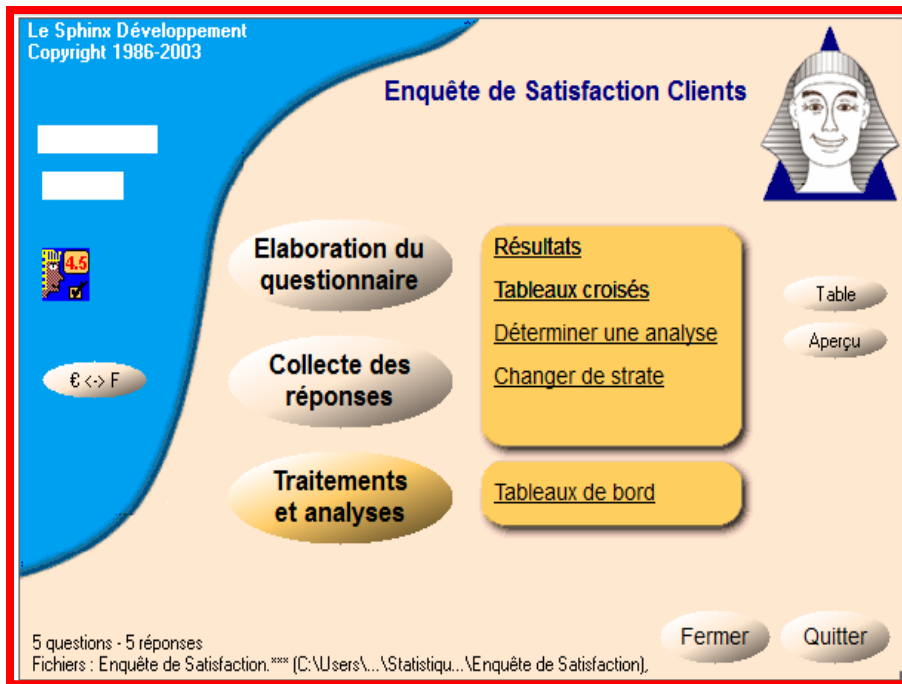 Le Sphinx Développement
Copyright 1986-2003
Enquête de Satisfaction Clients
4.5
Elaboration du
questionnaire
Résultats
Tableaux croisés
Déterminer une analyse
Changer de strate
Table
Aperçu
€ <-> F
Collecte des
réponses
Traitements
et analyses
Tableaux de bord
5 questions - 5 réponses
Fichiers : Enquête de Satisfaction.*** (C:\Users\...\Statistiqu...\Enquête de Satisfaction),
Fermer
Quitter